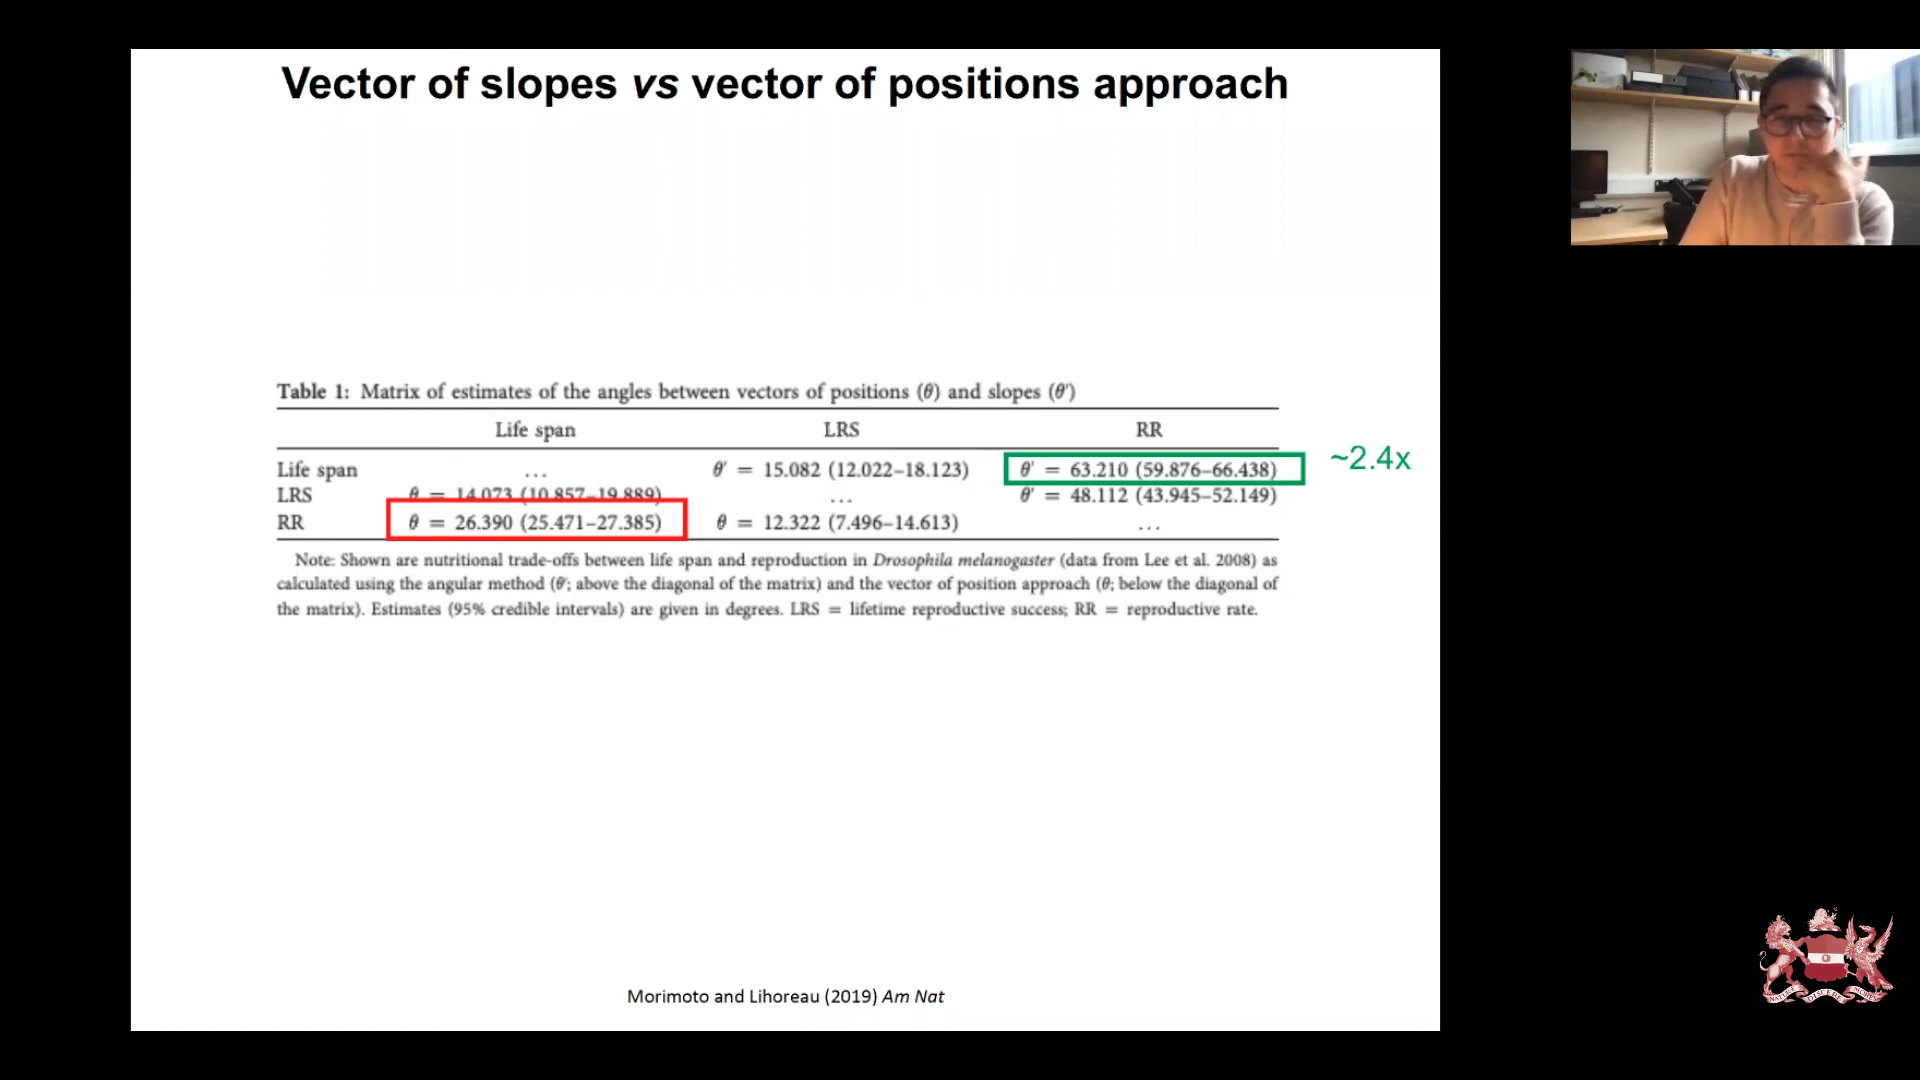 Vector of slopes vs vector of positions approach
Table 1: Matrix of estimates of the angles between vectors of positions (θ) and slopes (θ′)
Life span LRS RR
Life span ... θ′ = 15.082 (12.022–18.123) θ′ = 63.210 (59.876–66.438) ~2.4x
LRS θ = 14.073 (10.857–19.889) ... θ′ = 48.112 (43.945–52.149)
RR θ = 26.390 (25.471–27.385) θ = 12.322 (7.496–14.613) ...
Note: Shown are nutritional trade-offs between life span and reproduction in Drosophila melanogaster (data from Lee et al. 2008) as
calculated using the angular method (θ′; above the diagonal of the matrix) and the vector of position approach (θ; below the diagonal of
the matrix). Estimates (95% credible intervals) are given in degrees. LRS = lifetime reproductive success; RR = reproductive rate.
Morimoto and Lihoreau (2019) Am Nat